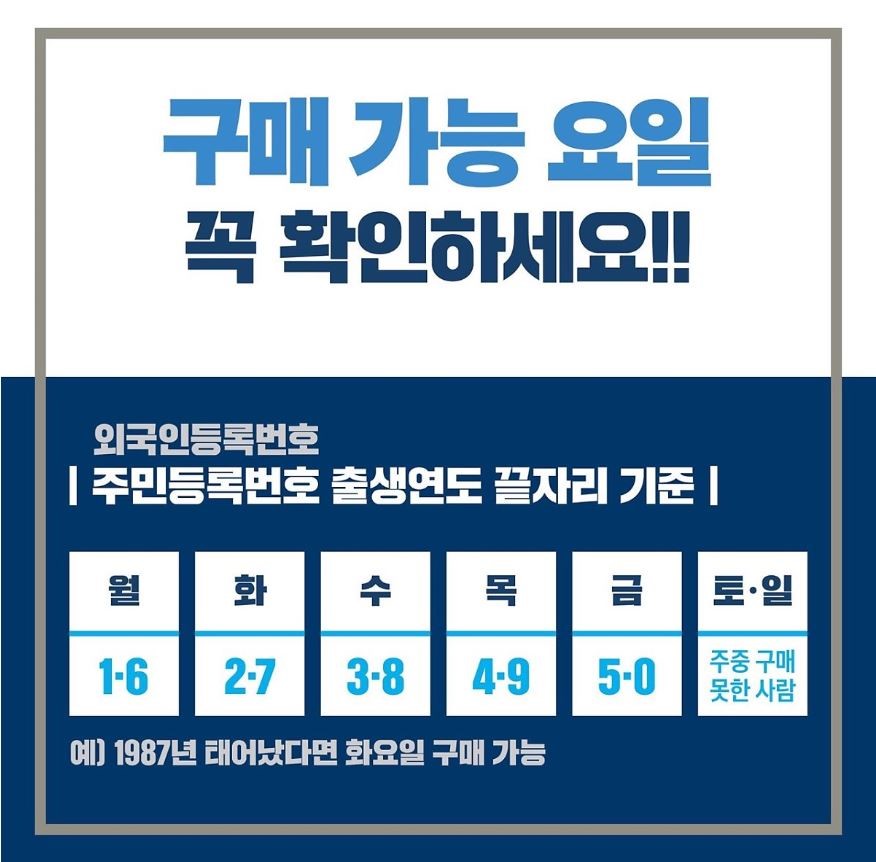 구매 가능 요일
꼭 확인하세요!!
외국인등록번호
| 주민등록번호 출생연도 끝자리 기준 |
월 화 수 목 금 토·일
1·6 2·7 3·8 4·9 5·0 주중 구매
못한 사람
예) 1987년 태어났다면 화요일 구매 가능